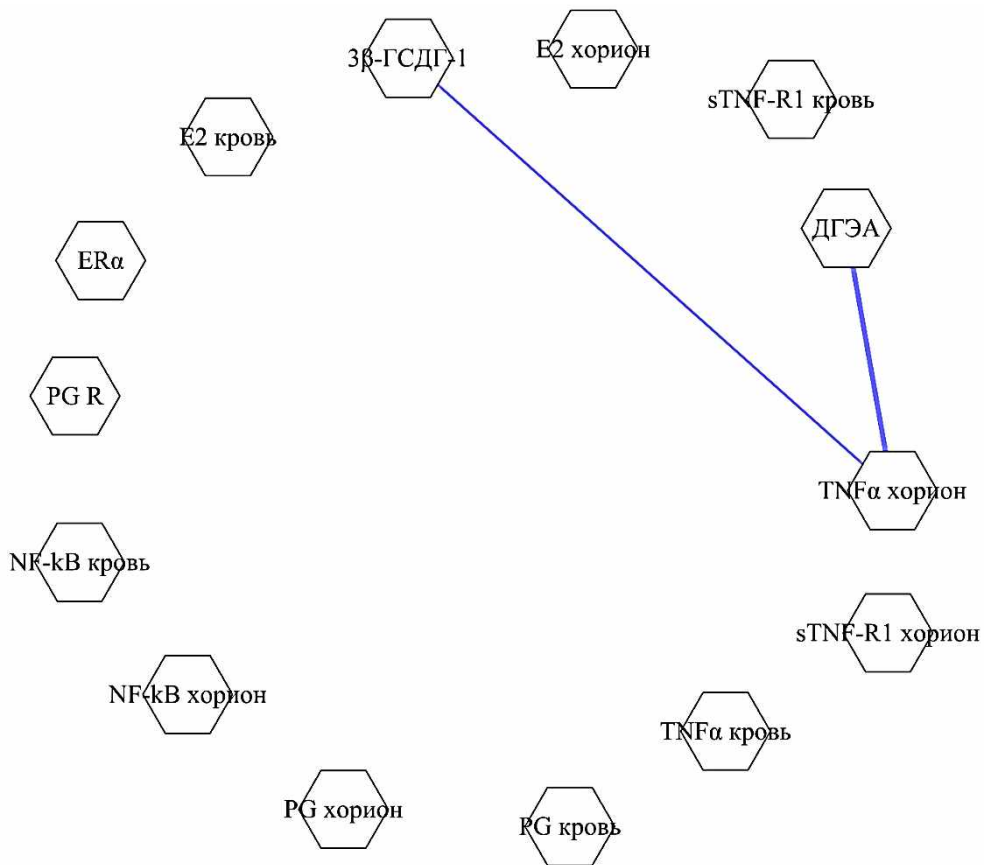 E2 хорион
3β-ГСДГ-1
sTNF-R1 кровь
E2 кровь
ДГЭА
ERα
PG R
TNFα хорион
NF-kB кровь
sTNF-R1 хорион
NF-kB хорион
TNFα кровь
PG хорион
PG кровь